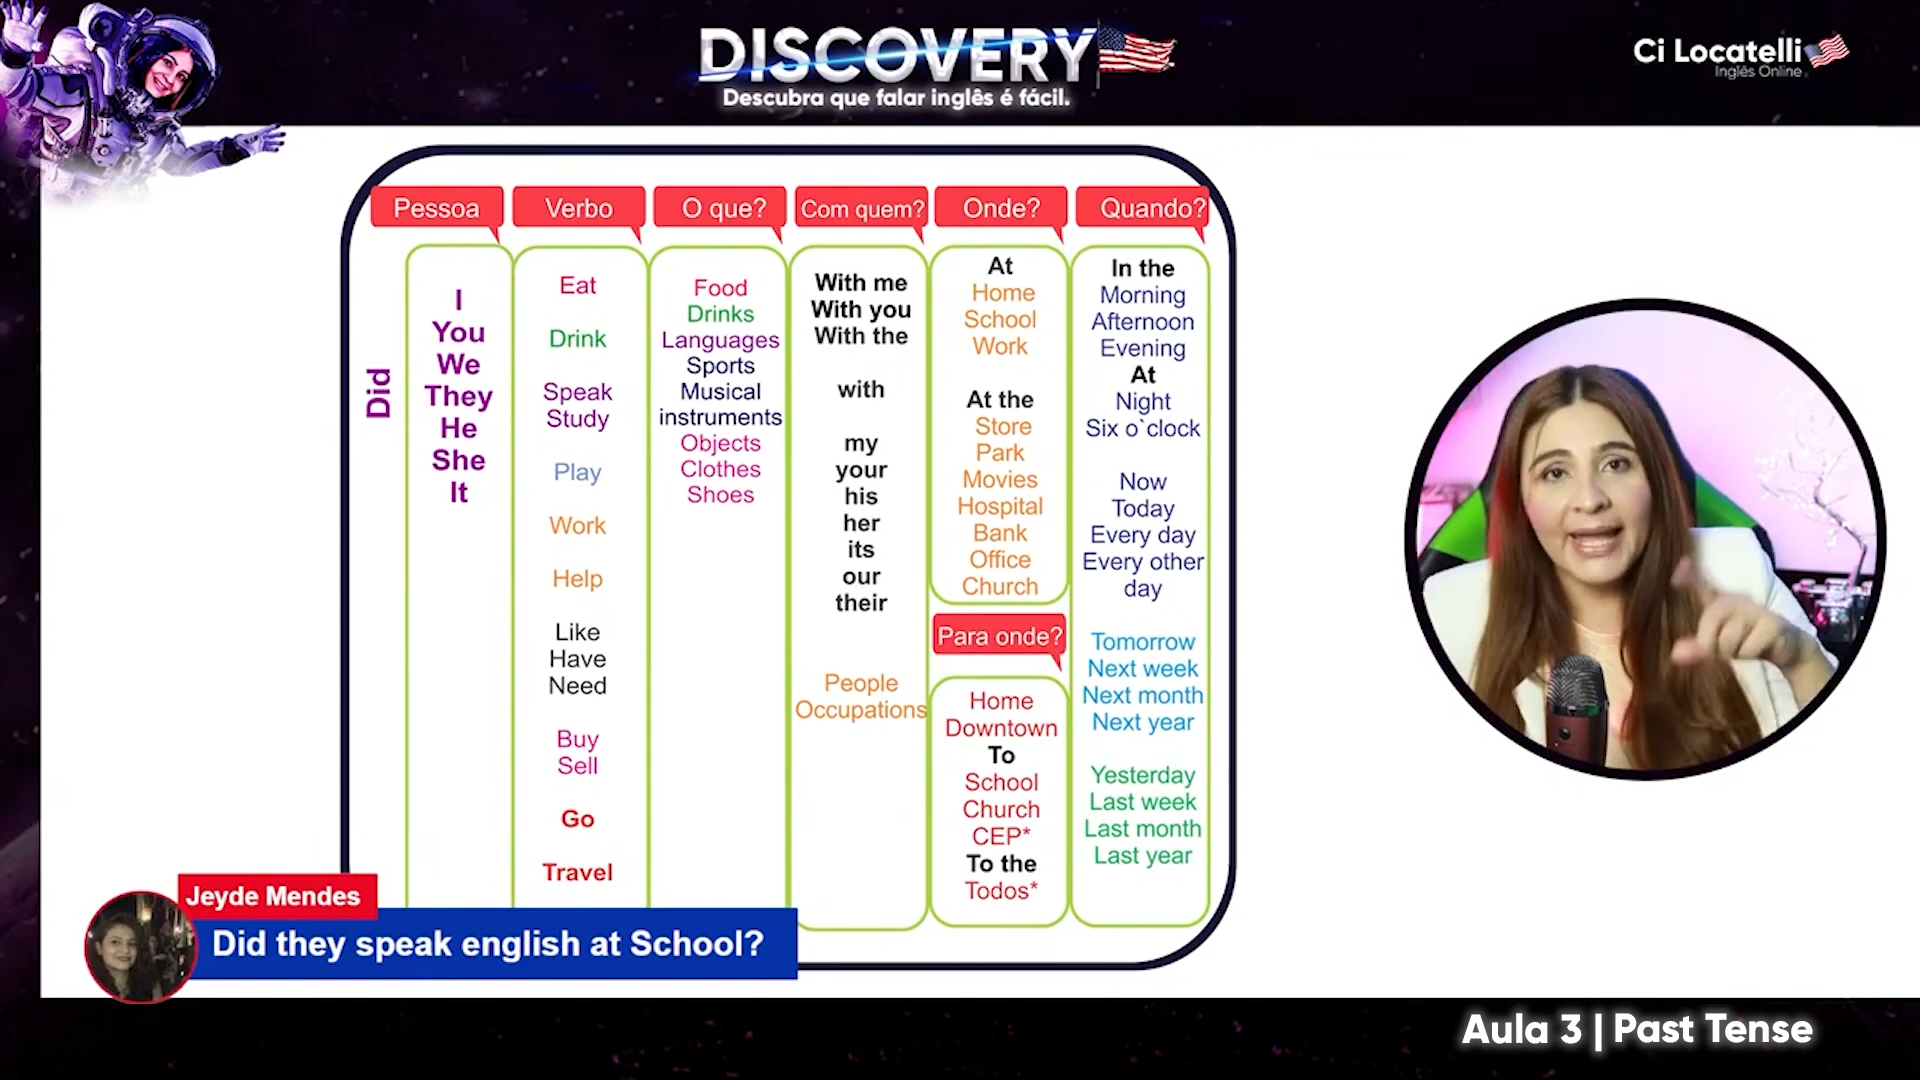 DISCOVERY
Descubra que falar inglês é fácil.
Ci Locatelli
Inglês Online
Pessoa
Verbo
O que?
Com quem?
Onde?
Quando?
Did
I
You
We
They
He
She
It
Eat
Drink
Speak
Study
Play
Work
Help
Like
Have
Need
Buy
Sell
Go
Travel
Food
Drinks
Languages
Sports
Musical
instruments
Objects
Clothes
Shoes
With me
With you
With the
with
my
your
his
her
its
our
their
People
Occupations
At
Home
School
Work
At the
Store
Park
Movies
Hospital
Bank
Office
Church
Para onde?
Home
Downtown
To
School
Church
CEP*
To the
Todos*
In the
Morning
Afternoon
Evening
At
Night
Six o`clock
Now
Today
Every day
Every other
day
Tomorrow
Next week
Next month
Next year
Yesterday
Last week
Last month
Last year
Jeyde Mendes
Did they speak english at School?
Aula 3 | Past Tense